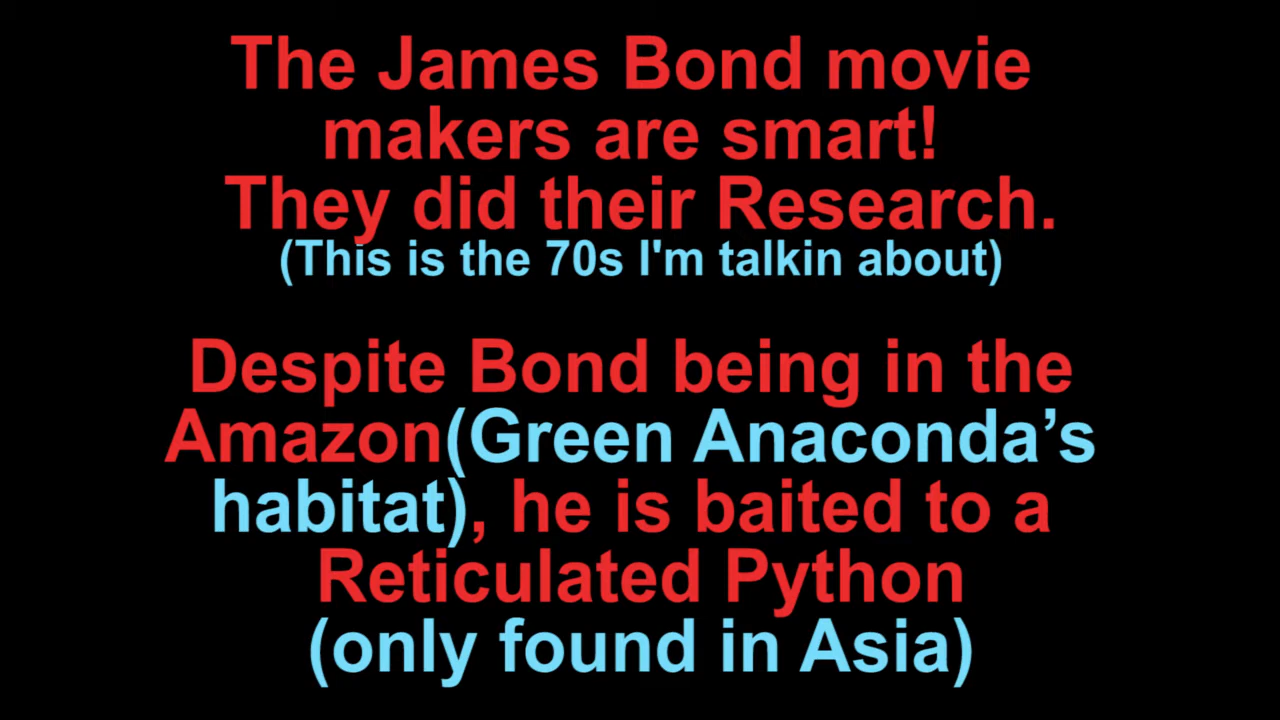 The James Bond movie
makers are smart!
They did their Research.
(This is the 70s I'm talkin about)
Despite Bond being in the
Amazon(Green Anaconda’s
habitat), he is baited to a
Reticulated Python
(only found in Asia)